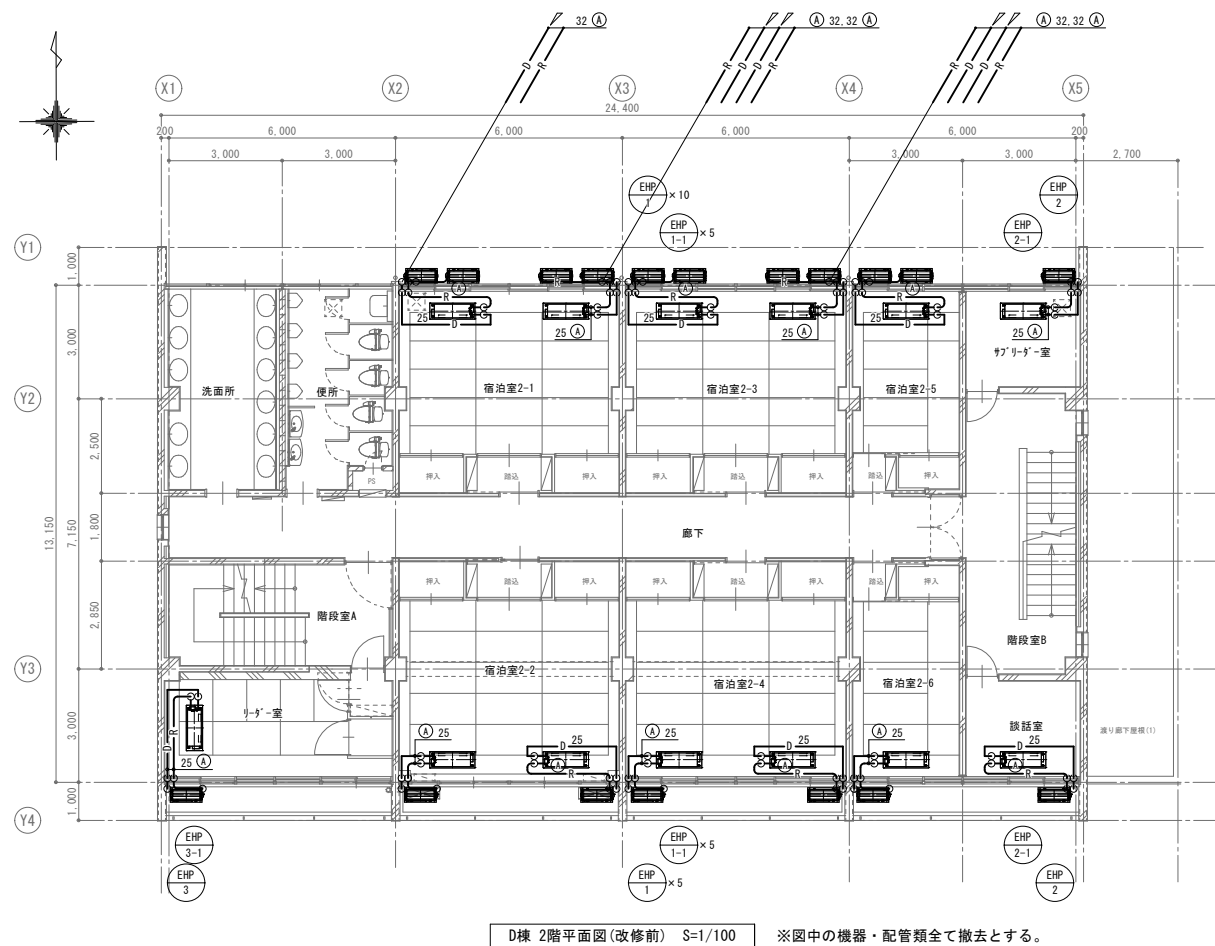 32 Ⓐ
Ⓐ 32, 32 Ⓐ
Ⓐ 32, 32 Ⓐ
D R
R D D R
R D D R
X1 X2 X3 X4 X5
24,400
200 6,000 6,000 6,000 6,000 200
3,000 3,000 3,000 3,000 2,700
EHP 1 ×10
EHP 2
EHP 1-1 ×5
EHP 2-1
Y1
1,000
R Ⓐ R Ⓐ R Ⓐ R
R R R
25 D 25 Ⓐ 25 D 25 Ⓐ 25 D 25 Ⓐ
3,000
サブリーダー室
洗面所 便所 宿泊室2-1 宿泊室2-3 宿泊室2-5
Y2
2,500
押入 踏込 押入 押入 踏込 押入 踏込 押入
PS
13,150 7,150 1,800
廊下
押入 踏込 押入 押入 踏込 押入 踏込 押入
2,850
階段室A 階段室B
Y3
宿泊室2-2 宿泊室2-4 宿泊室2-6
リーダー室 談話室
渡り廊下屋根(1)
3,000
Ⓐ 25 D 25 Ⓐ 25 D 25 Ⓐ 25 D 25
D R 25 Ⓐ
R Ⓐ R Ⓐ R Ⓐ
1,000
Y4
EHP 3-1
EHP 1-1 ×5
EHP 2-1
EHP 3
EHP 1 ×5
EHP 2
D棟 2階平面図(改修前) S=1/100 ※図中の機器・配管類全て撤去とする。